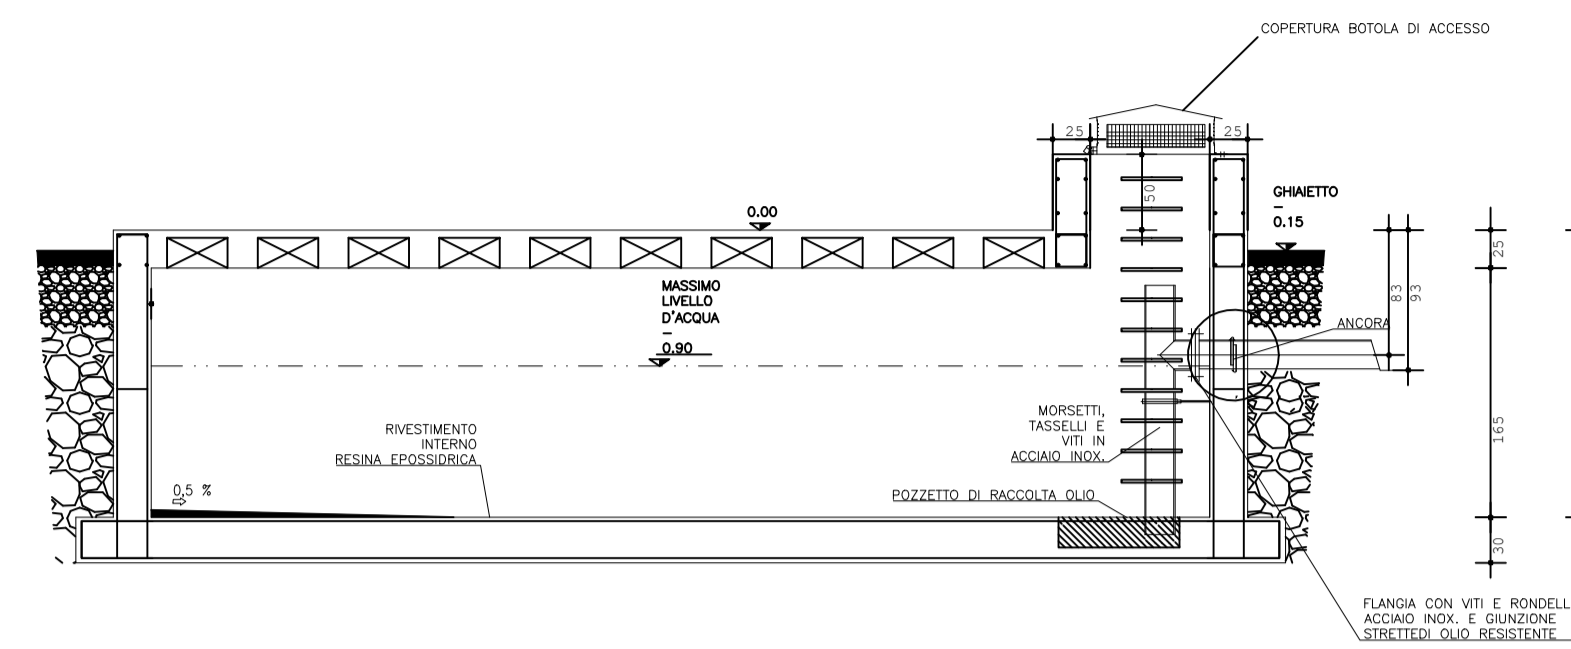 COPERTURA BOTOLA DI ACCESSO
25
25
50
GHIAIETTO
–
0.15
0.00
25
83
93
MASSIMO
LIVELLO
D'ACQUA
–
0.90
ANCORA
MORSETTI,
TASSELLI E
VITI IN
ACCIAIO INOX.
RIVESTIMENTO
INTERNO
RESINA EPOSSIDRICA
165
0,5 %
POZZETTO DI RACCOLTA OLIO
30
FLANGIA CON VITI E RONDELL
ACCIAIO INOX. E GIUNZIONE
STRETTEDI OLIO RESISTENTE